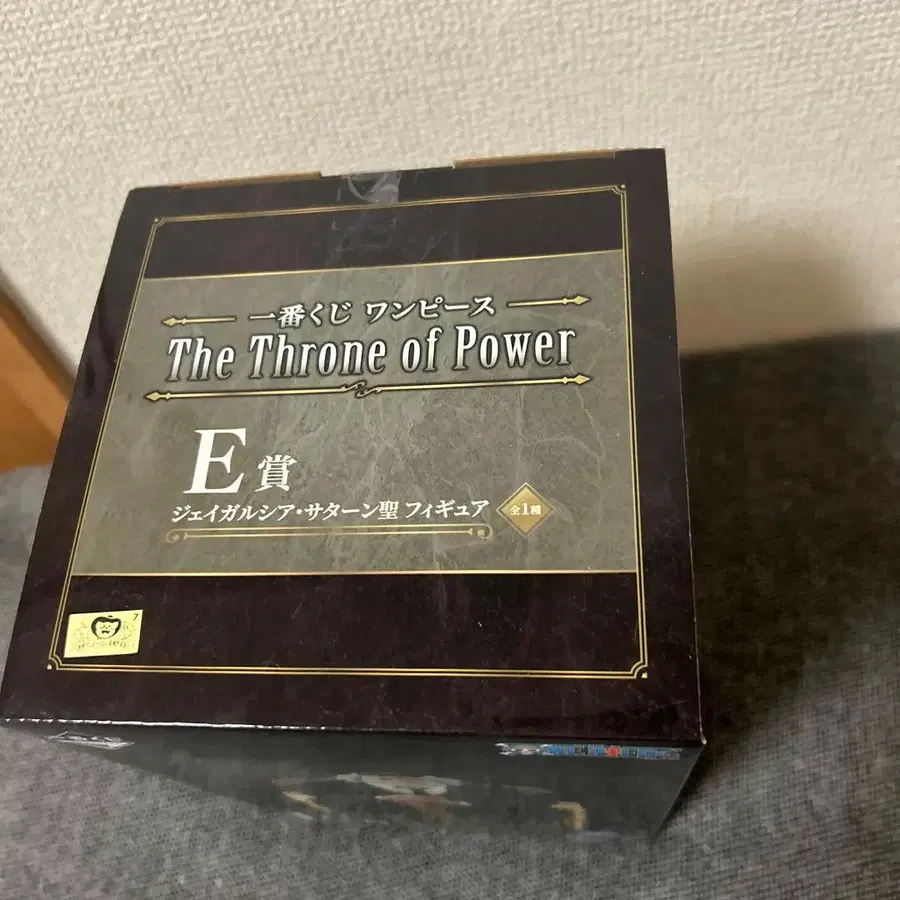 一番くじ ワンピース
The Throne of Power
E賞
ジェイガルシア・サターン聖 フィギュア 全1種
7